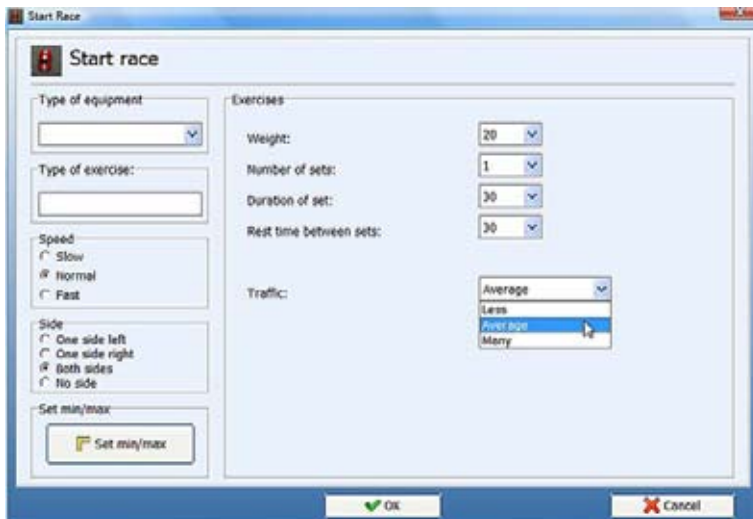 Start Race
Start race
Type of equipment
Type of exercise:
Speed
Slow
Normal
Fast
Side
One side left
One side right
Both sides
No side
Set min/max
Set min/max
Exercises
Weight: 20
Number of sets: 1
Duration of set: 30
Rest time between sets: 30
Traffic: Average
Less
Average
Many
OK
Cancel